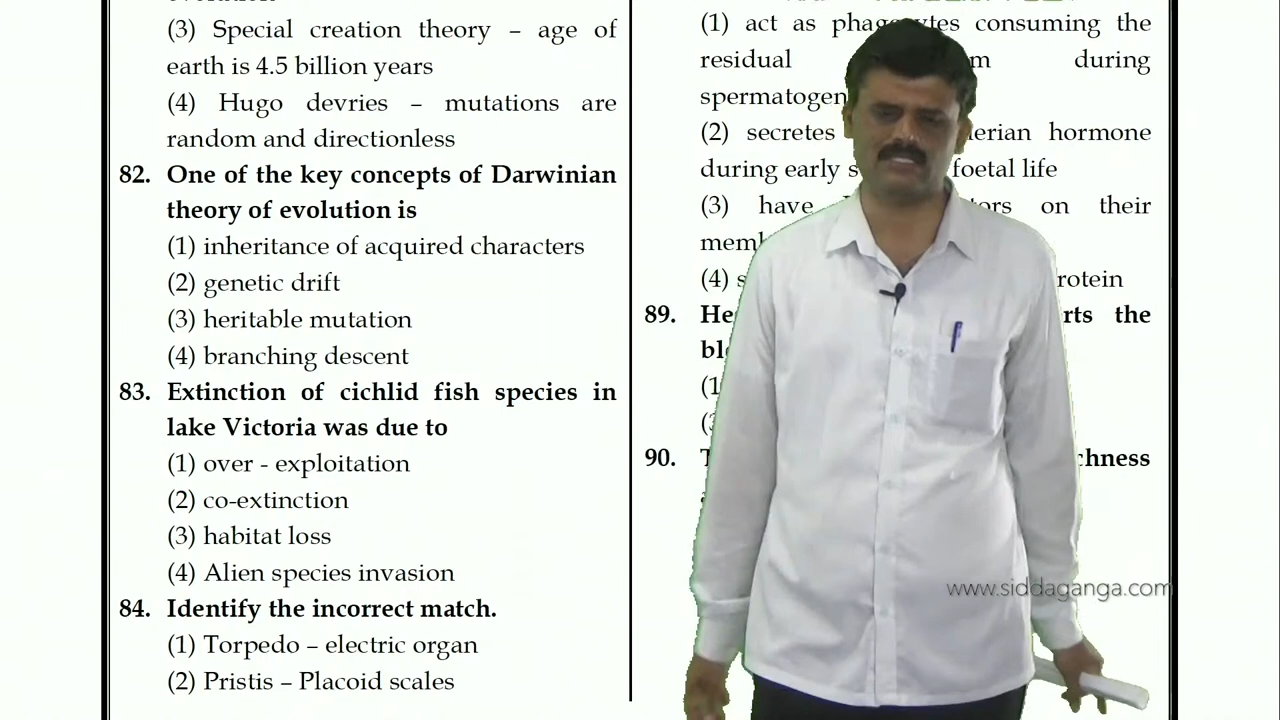 (3) Special creation theory – age of
earth is 4.5 billion years
(4) Hugo devries – mutations are
random and directionless
82. One of the key concepts of Darwinian
theory of evolution is
(1) inheritance of acquired characters
(2) genetic drift
(3) heritable mutation
(4) branching descent
83. Extinction of cichlid fish species in
lake Victoria was due to
(1) over - exploitation
(2) co-extinction
(3) habitat loss
(4) Alien species invasion
84. Identify the incorrect match.
(1) Torpedo – electric organ
(2) Pristis – Placoid scales
(1) act as consuming the
residual during
(2) secretes hormone
during early foetal life
(3) have on their
(4)
89. the
90.
www.siddaganga.com